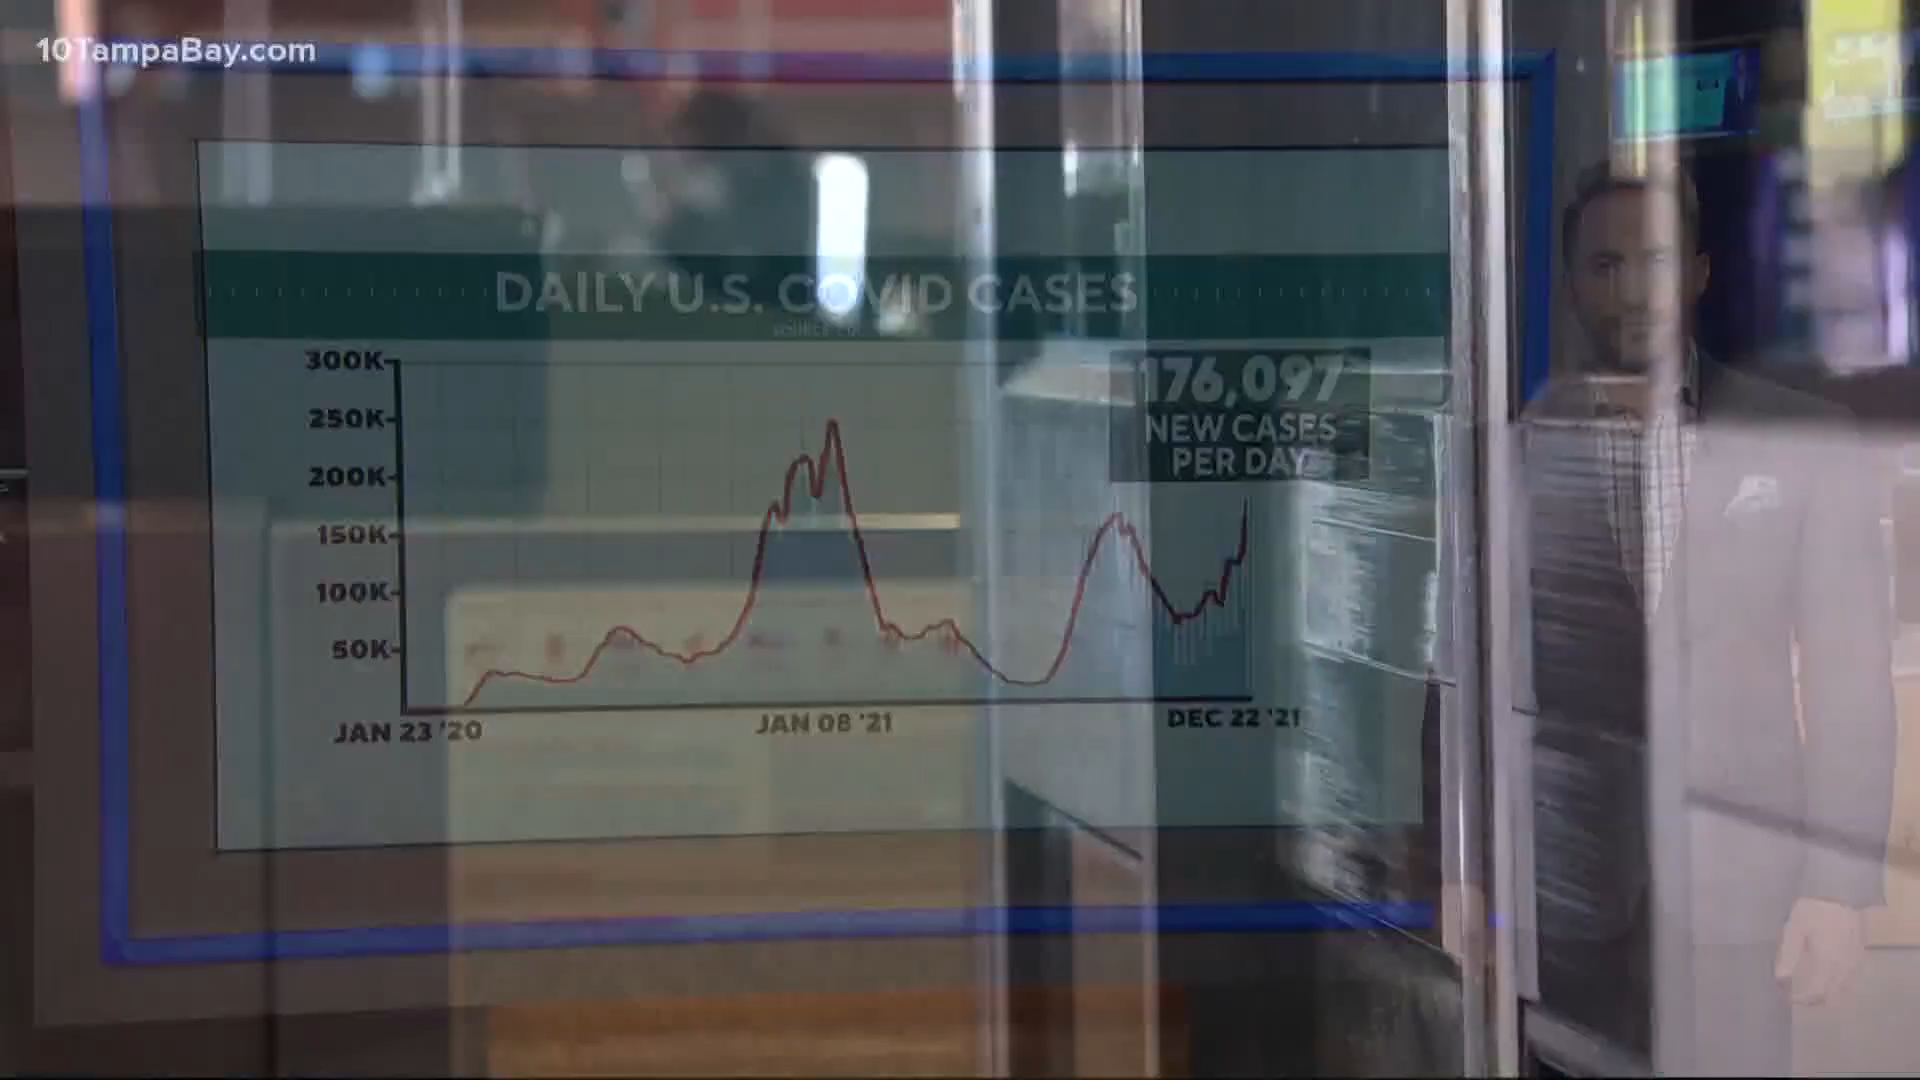 10TampaBay.com
DAILY U.S. COVID CASES
300K
250K
200K
150K
100K
50K
JAN 23 '20
JAN 08 '21
DEC 22 '21
176,097
NEW CASES
PER DAY